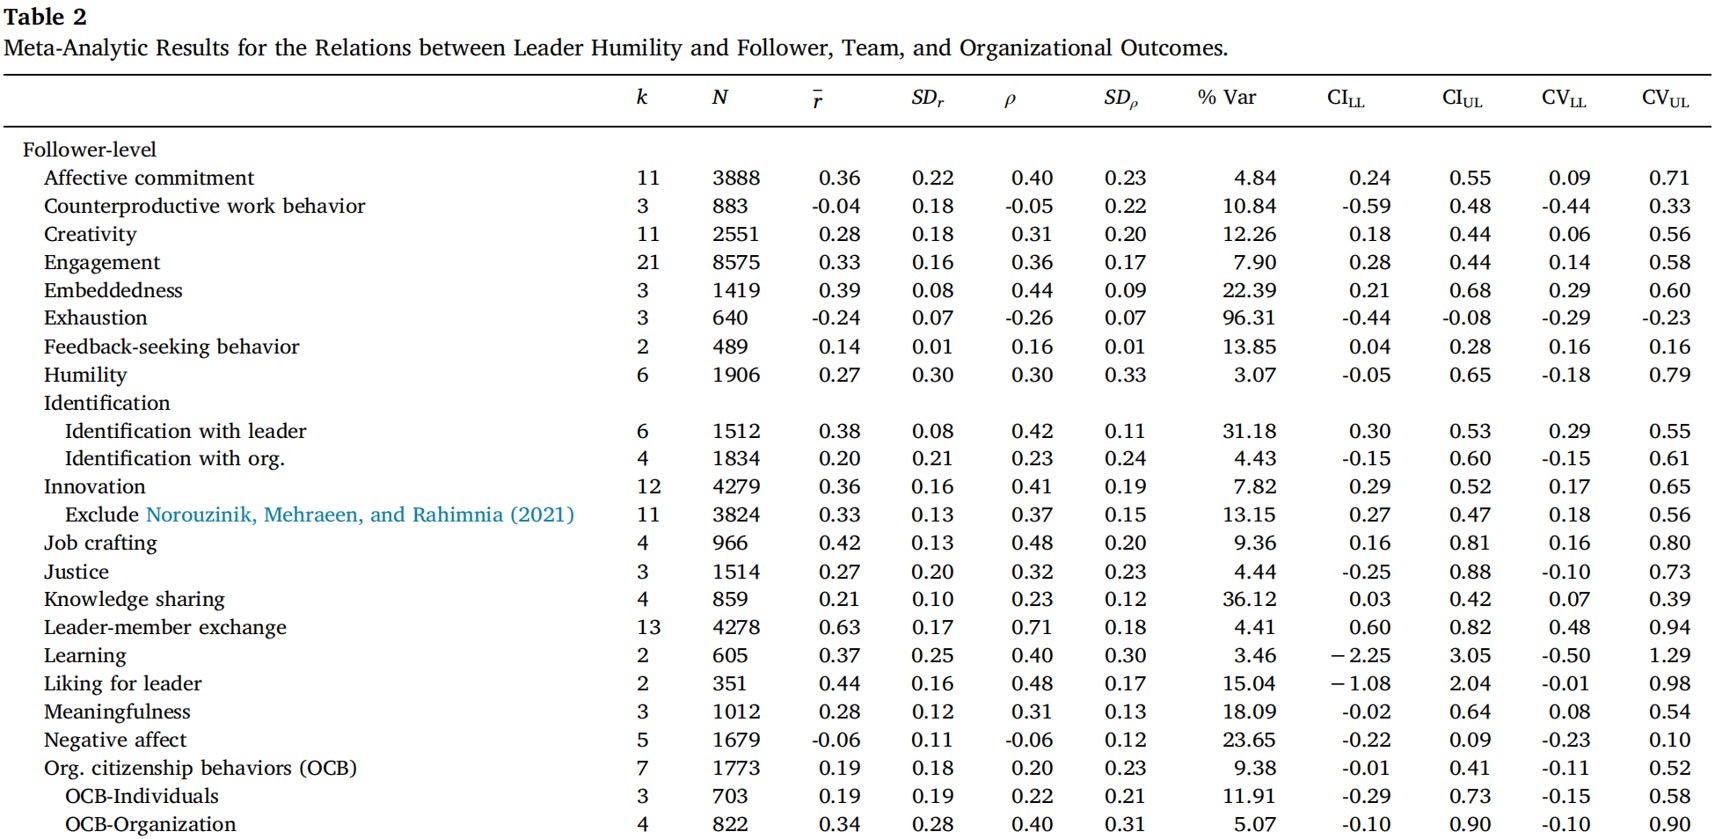 Table 2
Meta-Analytic Results for the Relations between Leader Humility and Follower, Team, and Organizational Outcomes.
k N r̄ SDr ρ SDρ % Var CILL CIUL CVLL CVUL
Follower-level
Affective commitment 11 3888 0.36 0.22 0.40 0.23 4.84 0.24 0.55 0.09 0.71
Counterproductive work behavior 3 883 -0.04 0.18 -0.05 0.22 10.84 -0.59 0.48 -0.44 0.33
Creativity 11 2551 0.28 0.18 0.31 0.20 12.26 0.18 0.44 0.06 0.56
Engagement 21 8575 0.33 0.16 0.36 0.17 7.90 0.28 0.44 0.14 0.58
Embeddedness 3 1419 0.39 0.08 0.44 0.09 22.39 0.21 0.68 0.29 0.60
Exhaustion 3 640 -0.24 0.07 -0.26 0.07 96.31 -0.44 -0.08 -0.29 -0.23
Feedback-seeking behavior 2 489 0.14 0.01 0.16 0.01 13.85 0.04 0.28 0.16 0.16
Humility 6 1906 0.27 0.30 0.30 0.33 3.07 -0.05 0.65 -0.18 0.79
Identification
Identification with leader 6 1512 0.38 0.08 0.42 0.11 31.18 0.30 0.53 0.29 0.55
Identification with org. 4 1834 0.20 0.21 0.23 0.24 4.43 -0.15 0.60 -0.15 0.61
Innovation 12 4279 0.36 0.16 0.41 0.19 7.82 0.29 0.52 0.17 0.65
Exclude Norouzinik, Mehraeen, and Rahimnia (2021) 11 3824 0.33 0.13 0.37 0.15 13.15 0.27 0.47 0.18 0.56
Job crafting 4 966 0.42 0.13 0.48 0.20 9.36 0.16 0.81 0.16 0.80
Justice 3 1514 0.27 0.20 0.32 0.23 4.44 -0.25 0.88 -0.10 0.73
Knowledge sharing 4 859 0.21 0.10 0.23 0.12 36.12 0.03 0.42 0.07 0.39
Leader-member exchange 13 4278 0.63 0.17 0.71 0.18 4.41 0.60 0.82 0.48 0.94
Learning 2 605 0.37 0.25 0.40 0.30 3.46 −2.25 3.05 -0.50 1.29
Liking for leader 2 351 0.44 0.16 0.48 0.17 15.04 −1.08 2.04 -0.01 0.98
Meaningfulness 3 1012 0.28 0.12 0.31 0.13 18.09 -0.02 0.64 0.08 0.54
Negative affect 5 1679 -0.06 0.11 -0.06 0.12 23.65 -0.22 0.09 -0.23 0.10
Org. citizenship behaviors (OCB) 7 1773 0.19 0.18 0.20 0.23 9.38 -0.01 0.41 -0.11 0.52
OCB-Individuals 3 703 0.19 0.19 0.22 0.21 11.91 -0.29 0.73 -0.15 0.58
OCB-Organization 4 822 0.34 0.28 0.40 0.31 5.07 -0.10 0.90 -0.10 0.90